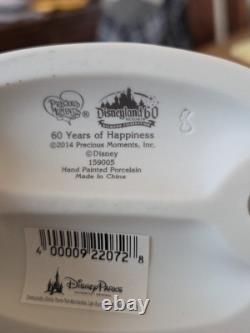 PRECIOUS MOMENTS ®
Disneyland 60
8
60 Years of Happiness
©2014 Precious Moments, Inc.
©Disney
159005
Hand Painted Porcelain
Made in China
4 00009 22072 8
DISNEY PARKS